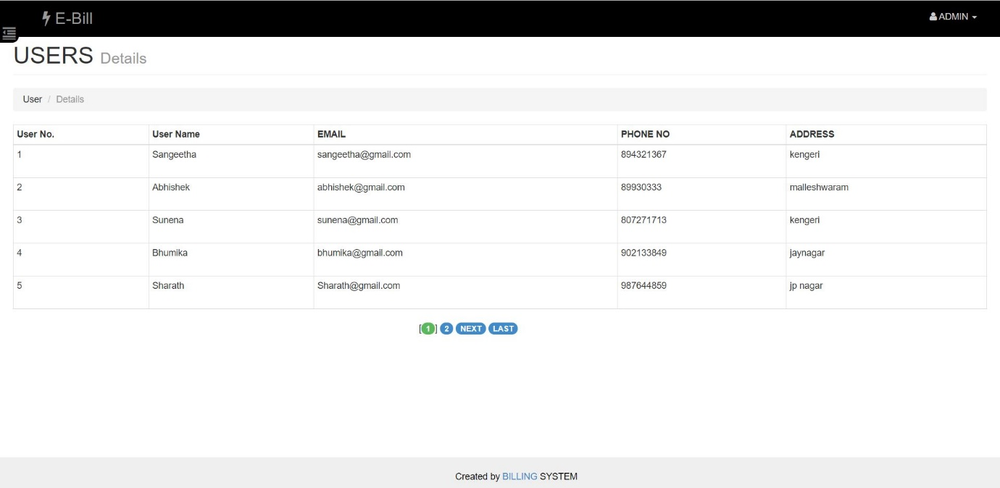 E-Bill ADMIN
USERS Details
User / Details
User No. User Name EMAIL PHONE NO ADDRESS
1 Sangeetha sangeetha@gmail.com 894321367 kengeri
2 Abhishek abhishek@gmail.com 89930333 malleshwaram
3 Sunena sunena@gmail.com 807271713 kengeri
4 Bhumika bhumika@gmail.com 902133849 jaynagar
5 Sharath Sharath@gmail.com 987644859 jp nagar
[1] 2 NEXT LAST
Created by BILLING SYSTEM